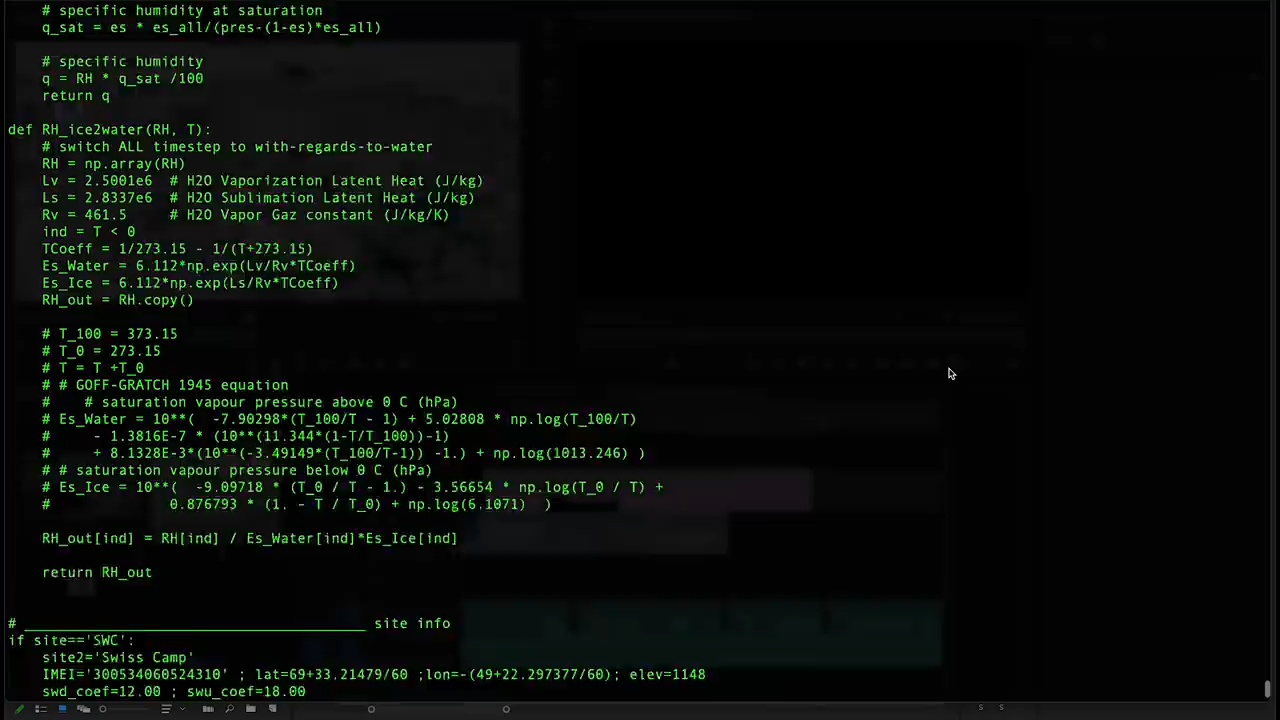 # specific humidity at saturation
q_sat = es * es_all/(pres-(1-es)*es_all)
# specific humidity
q = RH * q_sat /100
return q
def RH_ice2water(RH, T):
# switch ALL timestep to with-regards-to-water
RH = np.array(RH)
Lv = 2.5001e6  # H2O Vaporization Latent Heat (J/kg)
Ls = 2.8337e6  # H2O Sublimation Latent Heat (J/kg)
Rv = 461.5     # H2O Vapor Gaz constant (J/kg/K)
ind = T < 0
TCoeff = 1/273.15 - 1/(T+273.15)
Es_Water = 6.112*np.exp(Lv/Rv*TCoeff)
Es_Ice = 6.112*np.exp(Ls/Rv*TCoeff)
RH_out = RH.copy()
# T_100 = 373.15
# T_0 = 273.15
# T = T +T_0
# # GOFF-GRATCH 1945 equation
#    # saturation vapour pressure above 0 C (hPa)
# Es_Water = 10**(  -7.90298*(T_100/T - 1) + 5.02808 * np.log(T_100/T)
#     - 1.3816E-7 * (10**(11.344*(1-T/T_100))-1)
#     + 8.1328E-3*(10**(-3.49149*(T_100/T-1)) -1.) + np.log(1013.246) )
# # saturation vapour pressure below 0 C (hPa)
# Es_Ice = 10**(  -9.09718 * (T_0 / T - 1.) - 3.56654 * np.log(T_0 / T) +
#              0.876793 * (1. - T / T_0) + np.log(6.1071)  )
RH_out[ind] = RH[ind] / Es_Water[ind]*Es_Ice[ind]
return RH_out
# ________________________________________ site info
if site=='SWC':
site2='Swiss Camp'
IMEI='300534060524310' ; lat=69+33.21479/60 ;lon=-(49+22.297377/60); elev=1148
swd_coef=12.00 ; swu_coef=18.00